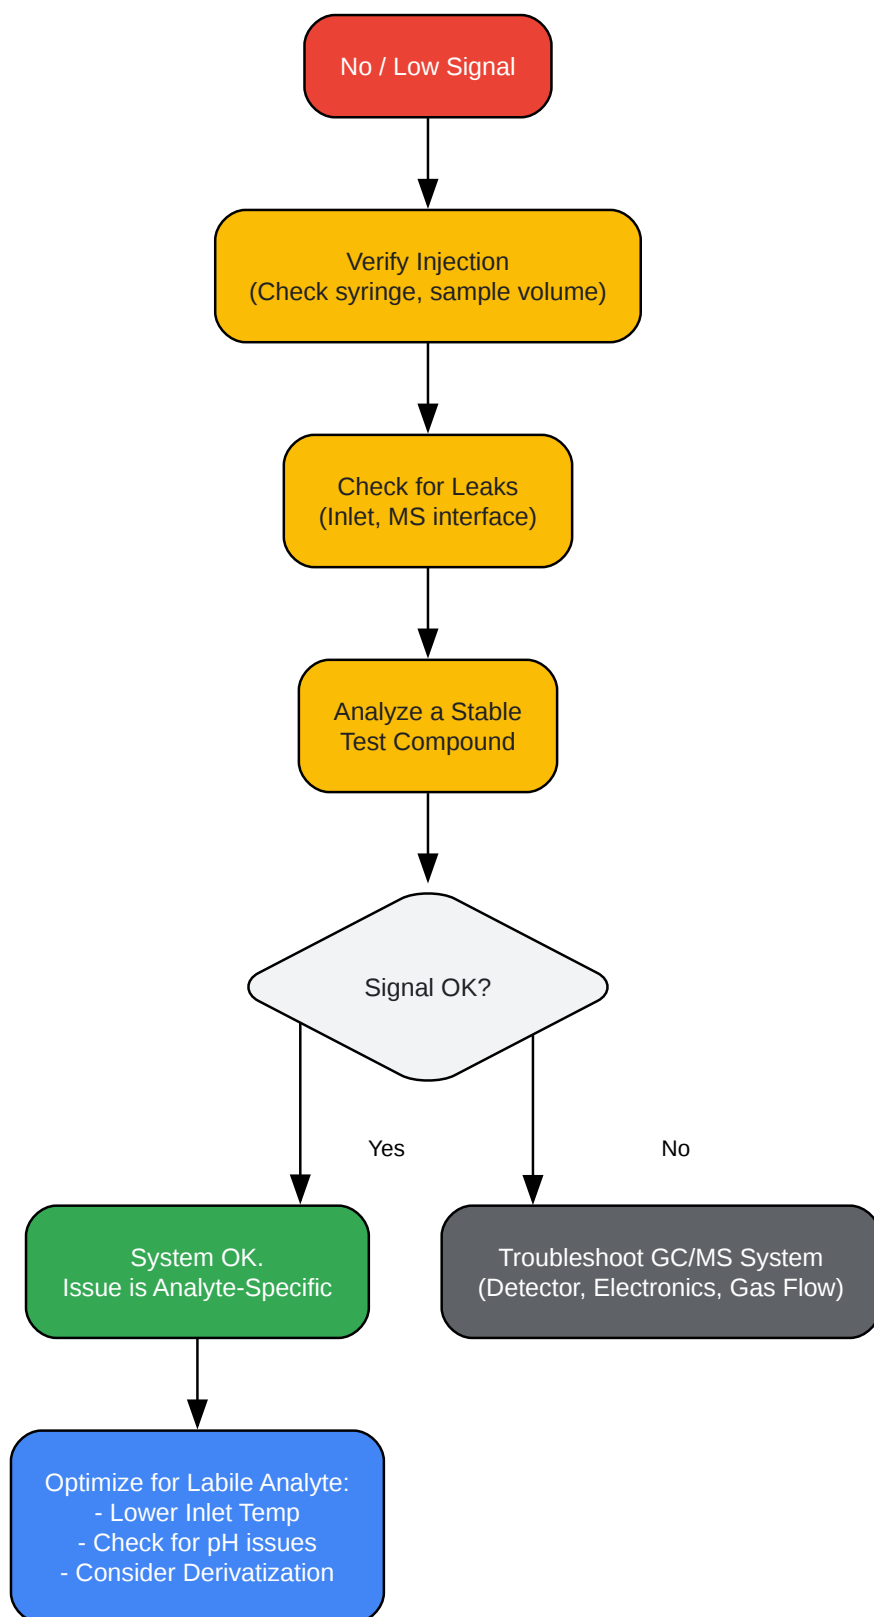 No / Low Signal
Verify Injection
(Check syringe, sample volume)
Check for Leaks
(Inlet, MS interface)
Analyze a Stable
Test Compound
Signal OK?
Yes
No
System OK.
Issue is Analyte-Specific
Troubleshoot GC/MS System
(Detector, Electronics, Gas Flow)
Optimize for Labile Analyte:
- Lower Inlet Temp
- Check for pH issues
- Consider Derivatization